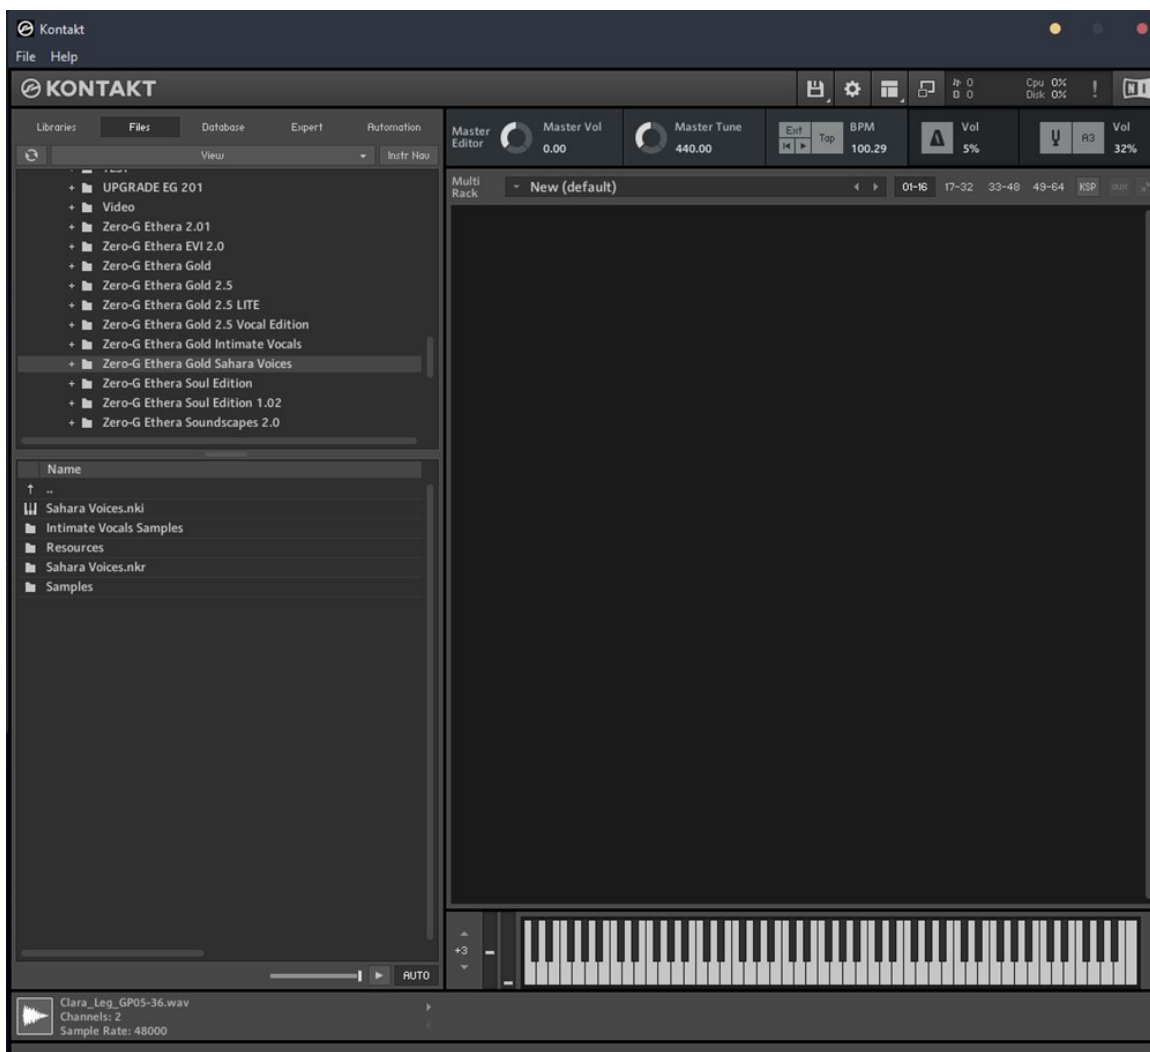 Kontakt
File Help
KONTAKT
0
0
Cpu 0%
Disk 0%
!
NI
Libraries Files Database Expert Automation
View Instr Nav
UPGRADE EG 201
Video
Zero-G Ethera 2.01
Zero-G Ethera EVI 2.0
Zero-G Ethera Gold
Zero-G Ethera Gold 2.5
Zero-G Ethera Gold 2.5 LITE
Zero-G Ethera Gold 2.5 Vocal Edition
Zero-G Ethera Gold Intimate Vocals
Zero-G Ethera Gold Sahara Voices
Zero-G Ethera Soul Edition
Zero-G Ethera Soul Edition 1.02
Zero-G Ethera Soundscapes 2.0
Name
..
Sahara Voices.nki
Intimate Vocals Samples
Resources
Sahara Voices.nkr
Samples
AUTO
Master Editor
Master Vol
0.00
Master Tune
440.00
Ext
Tap
BPM
100.29
Vol
5%
A3
Vol
32%
Multi Rack
New (default)
01-16 17-32 33-48 49-64 KSP aux
+3
Clara_Leg_GP05-36.wav
Channels: 2
Sample Rate: 48000